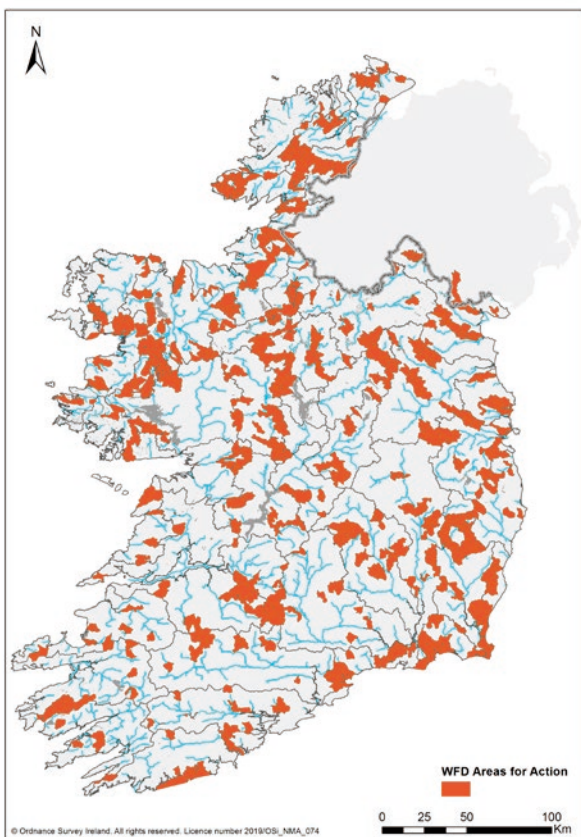 N
WFD Areas for Action
0 25 50 100
Km
© Ordnance Survey Ireland. All rights reserved. Licence number 2019/OSi_NMA_074